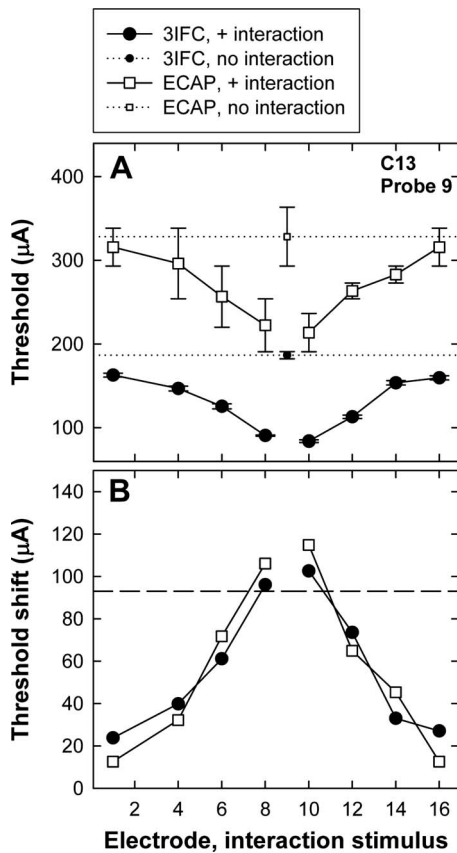 3IFC, + interaction
3IFC, no interaction
ECAP, + interaction
ECAP, no interaction
A
C13
Probe 9
400
300
200
100
Threshold (µA)
B
140
120
100
80
60
40
20
0
Threshold shift (µA)
2 4 6 8 10 12 14 16
Electrode, interaction stimulus